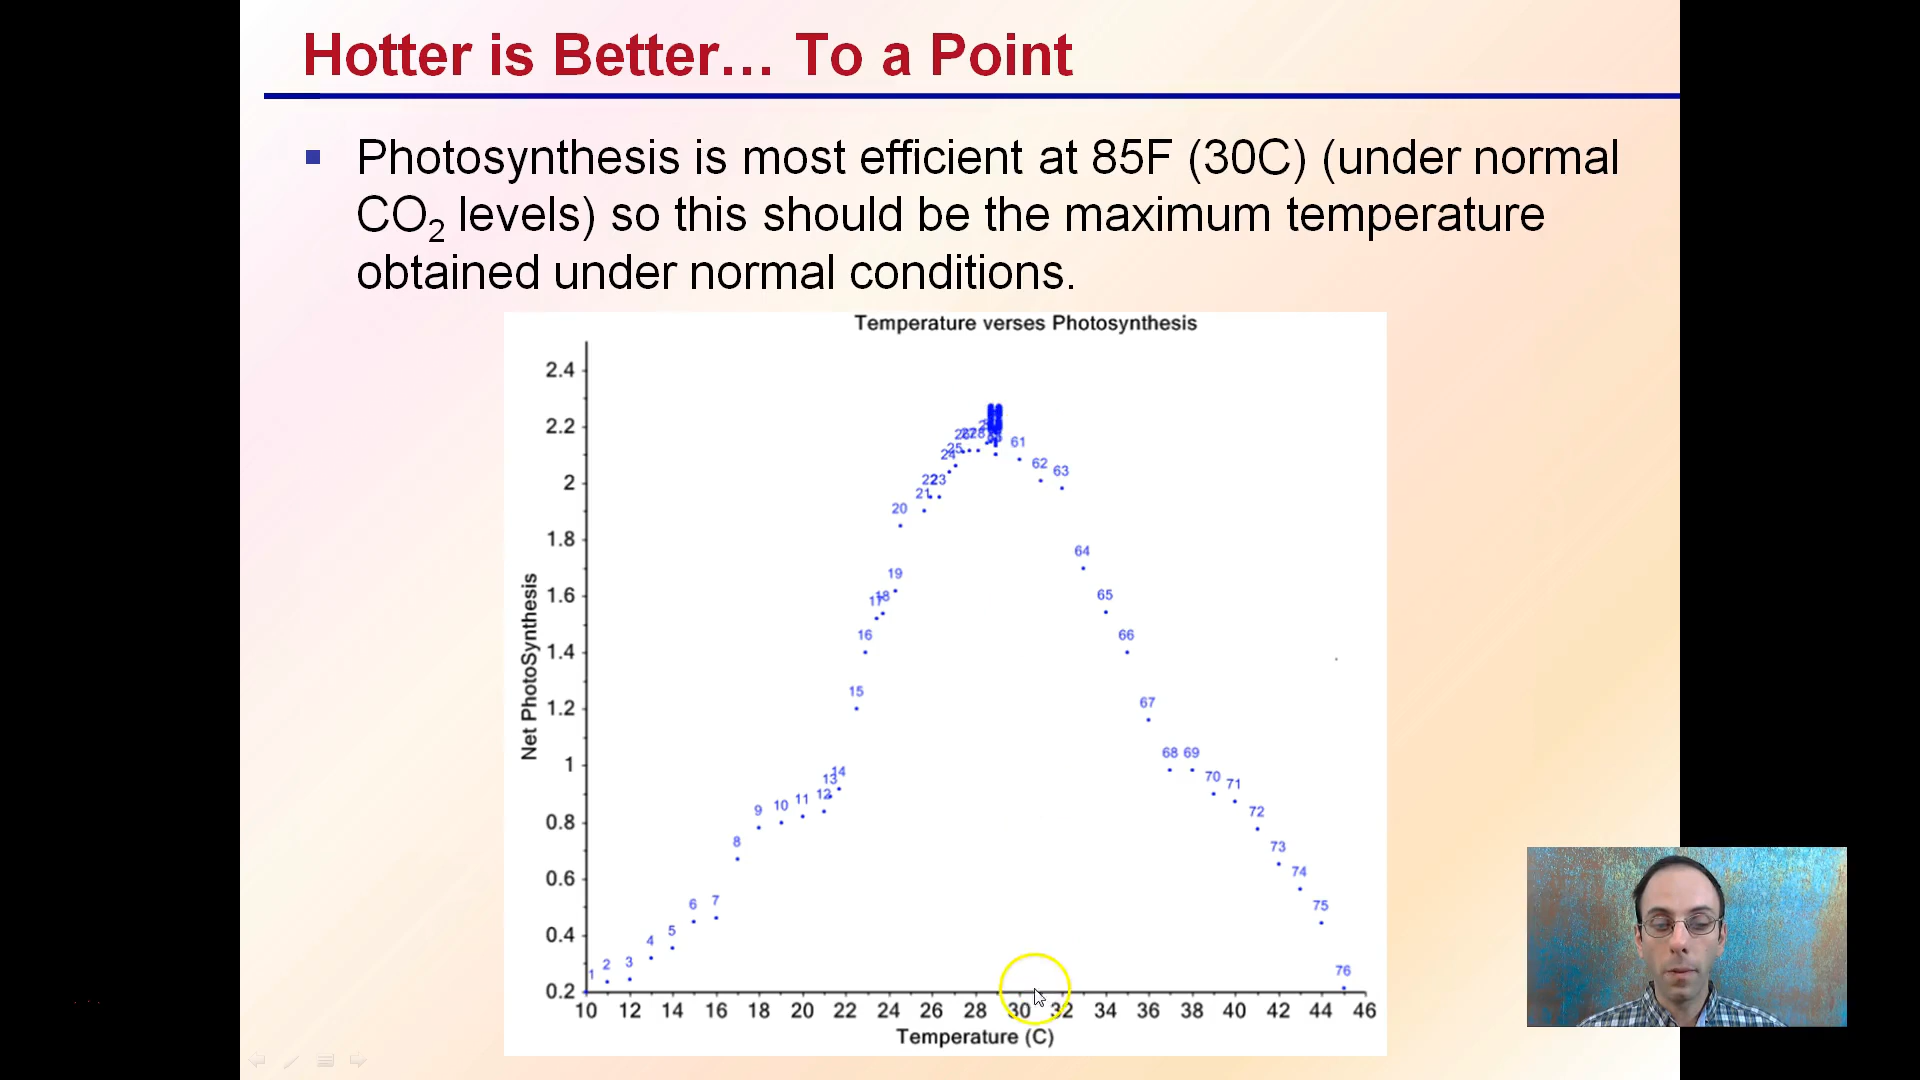 Hotter is Better… To a Point
Photosynthesis is most efficient at 85F (30C) (under normal
CO2 levels) so this should be the maximum temperature
obtained under normal conditions.
Temperature verses Photosynthesis
2.4
2.2
2
1.8
1.6
1.4
1.2
1
0.8
0.6
0.4
0.2
Net PhotoSynthesis
1 2 3 4 5 6 7 8 9 10 11 12 13 14 15 16 17 18 19 20 21 22 23 24 25 26 27 28
61 62 63 64 65 66 67 68 69 70 71 72 73 74 75 76
10 12 14 16 18 20 22 24 26 28 30 32 34 36 38 40 42 44 46
Temperature (C)